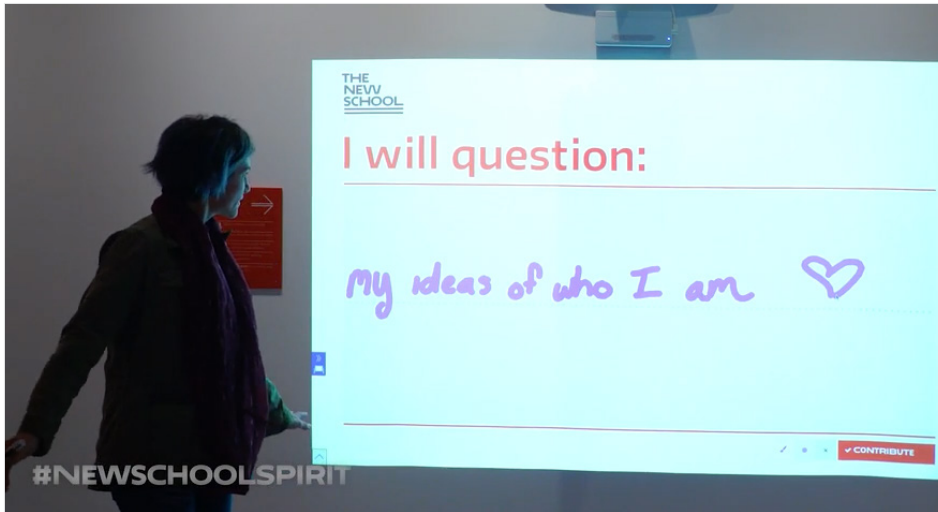 THE
NEW
SCHOOL
I will question:
my ideas of who I am ♡
CONTRIBUTE
#NEWSCHOOLSPIRIT